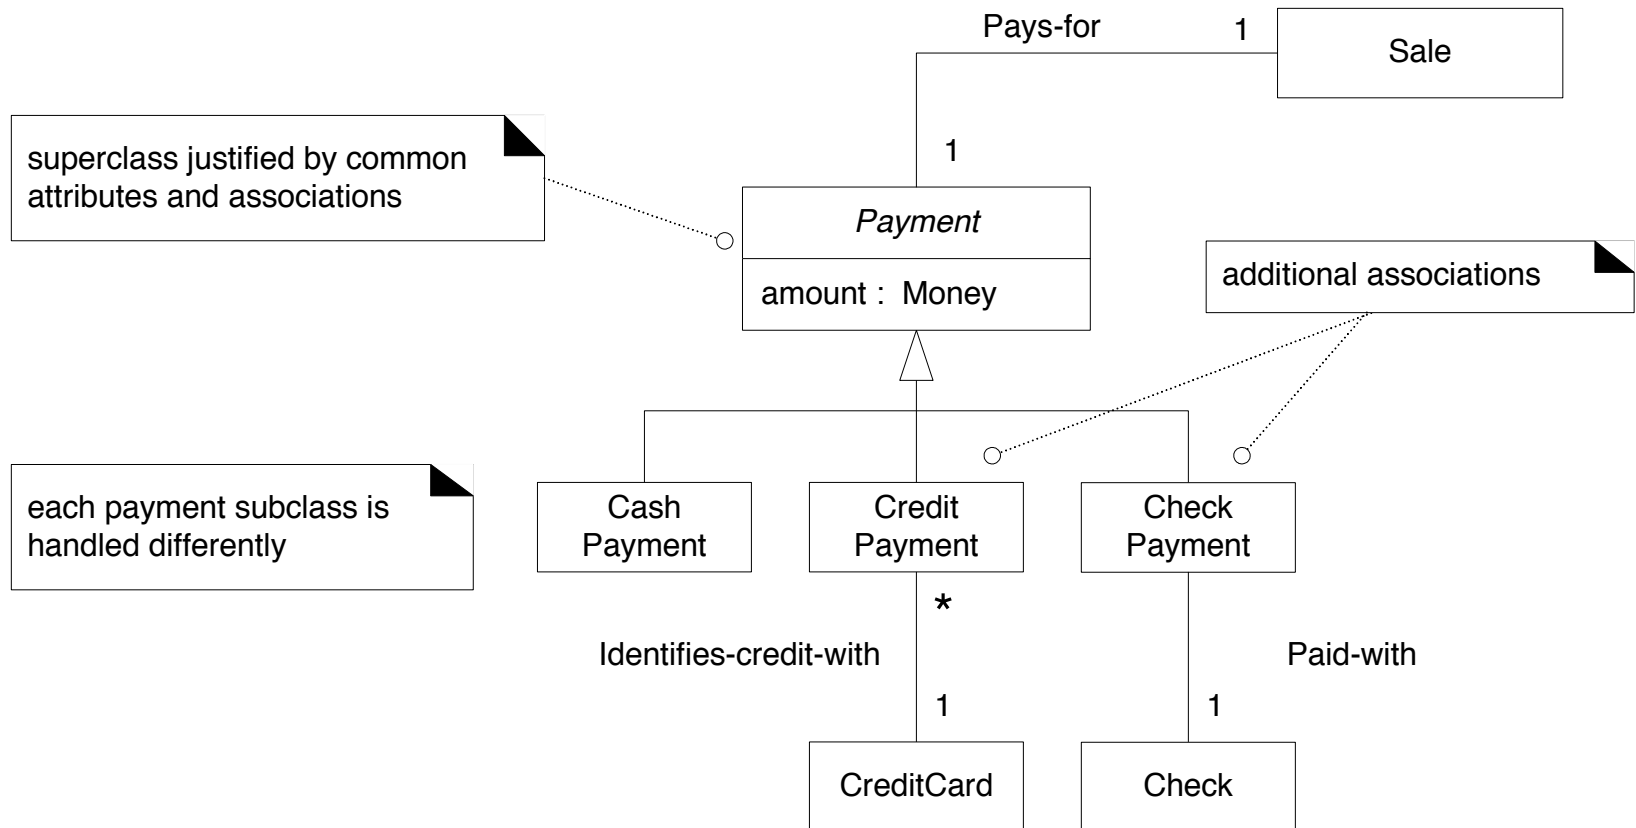 Pays-for
1
Sale
superclass justified by common
attributes and associations
1
Payment
amount : Money
additional associations
each payment subclass is
handled differently
Cash
Payment
Credit
Payment
Check
Payment
*
Identifies-credit-with
Paid-with
1
1
CreditCard
Check